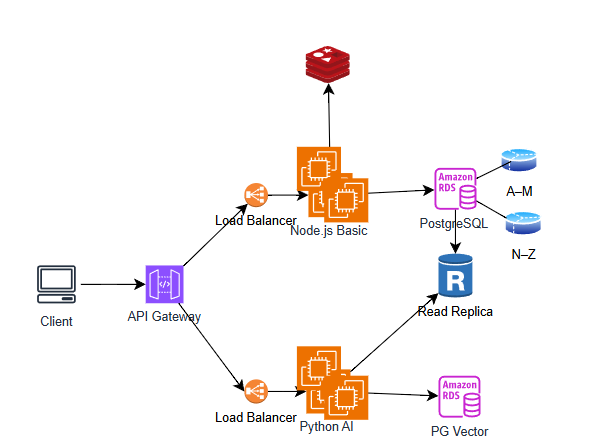 A–M
Amazon
RDS
Load Balancer
Node.js Basic
PostgreSQL
N–Z
Client
API Gateway
R
Read Replica
Load Balancer
Python AI
Amazon
RDS
PG Vector